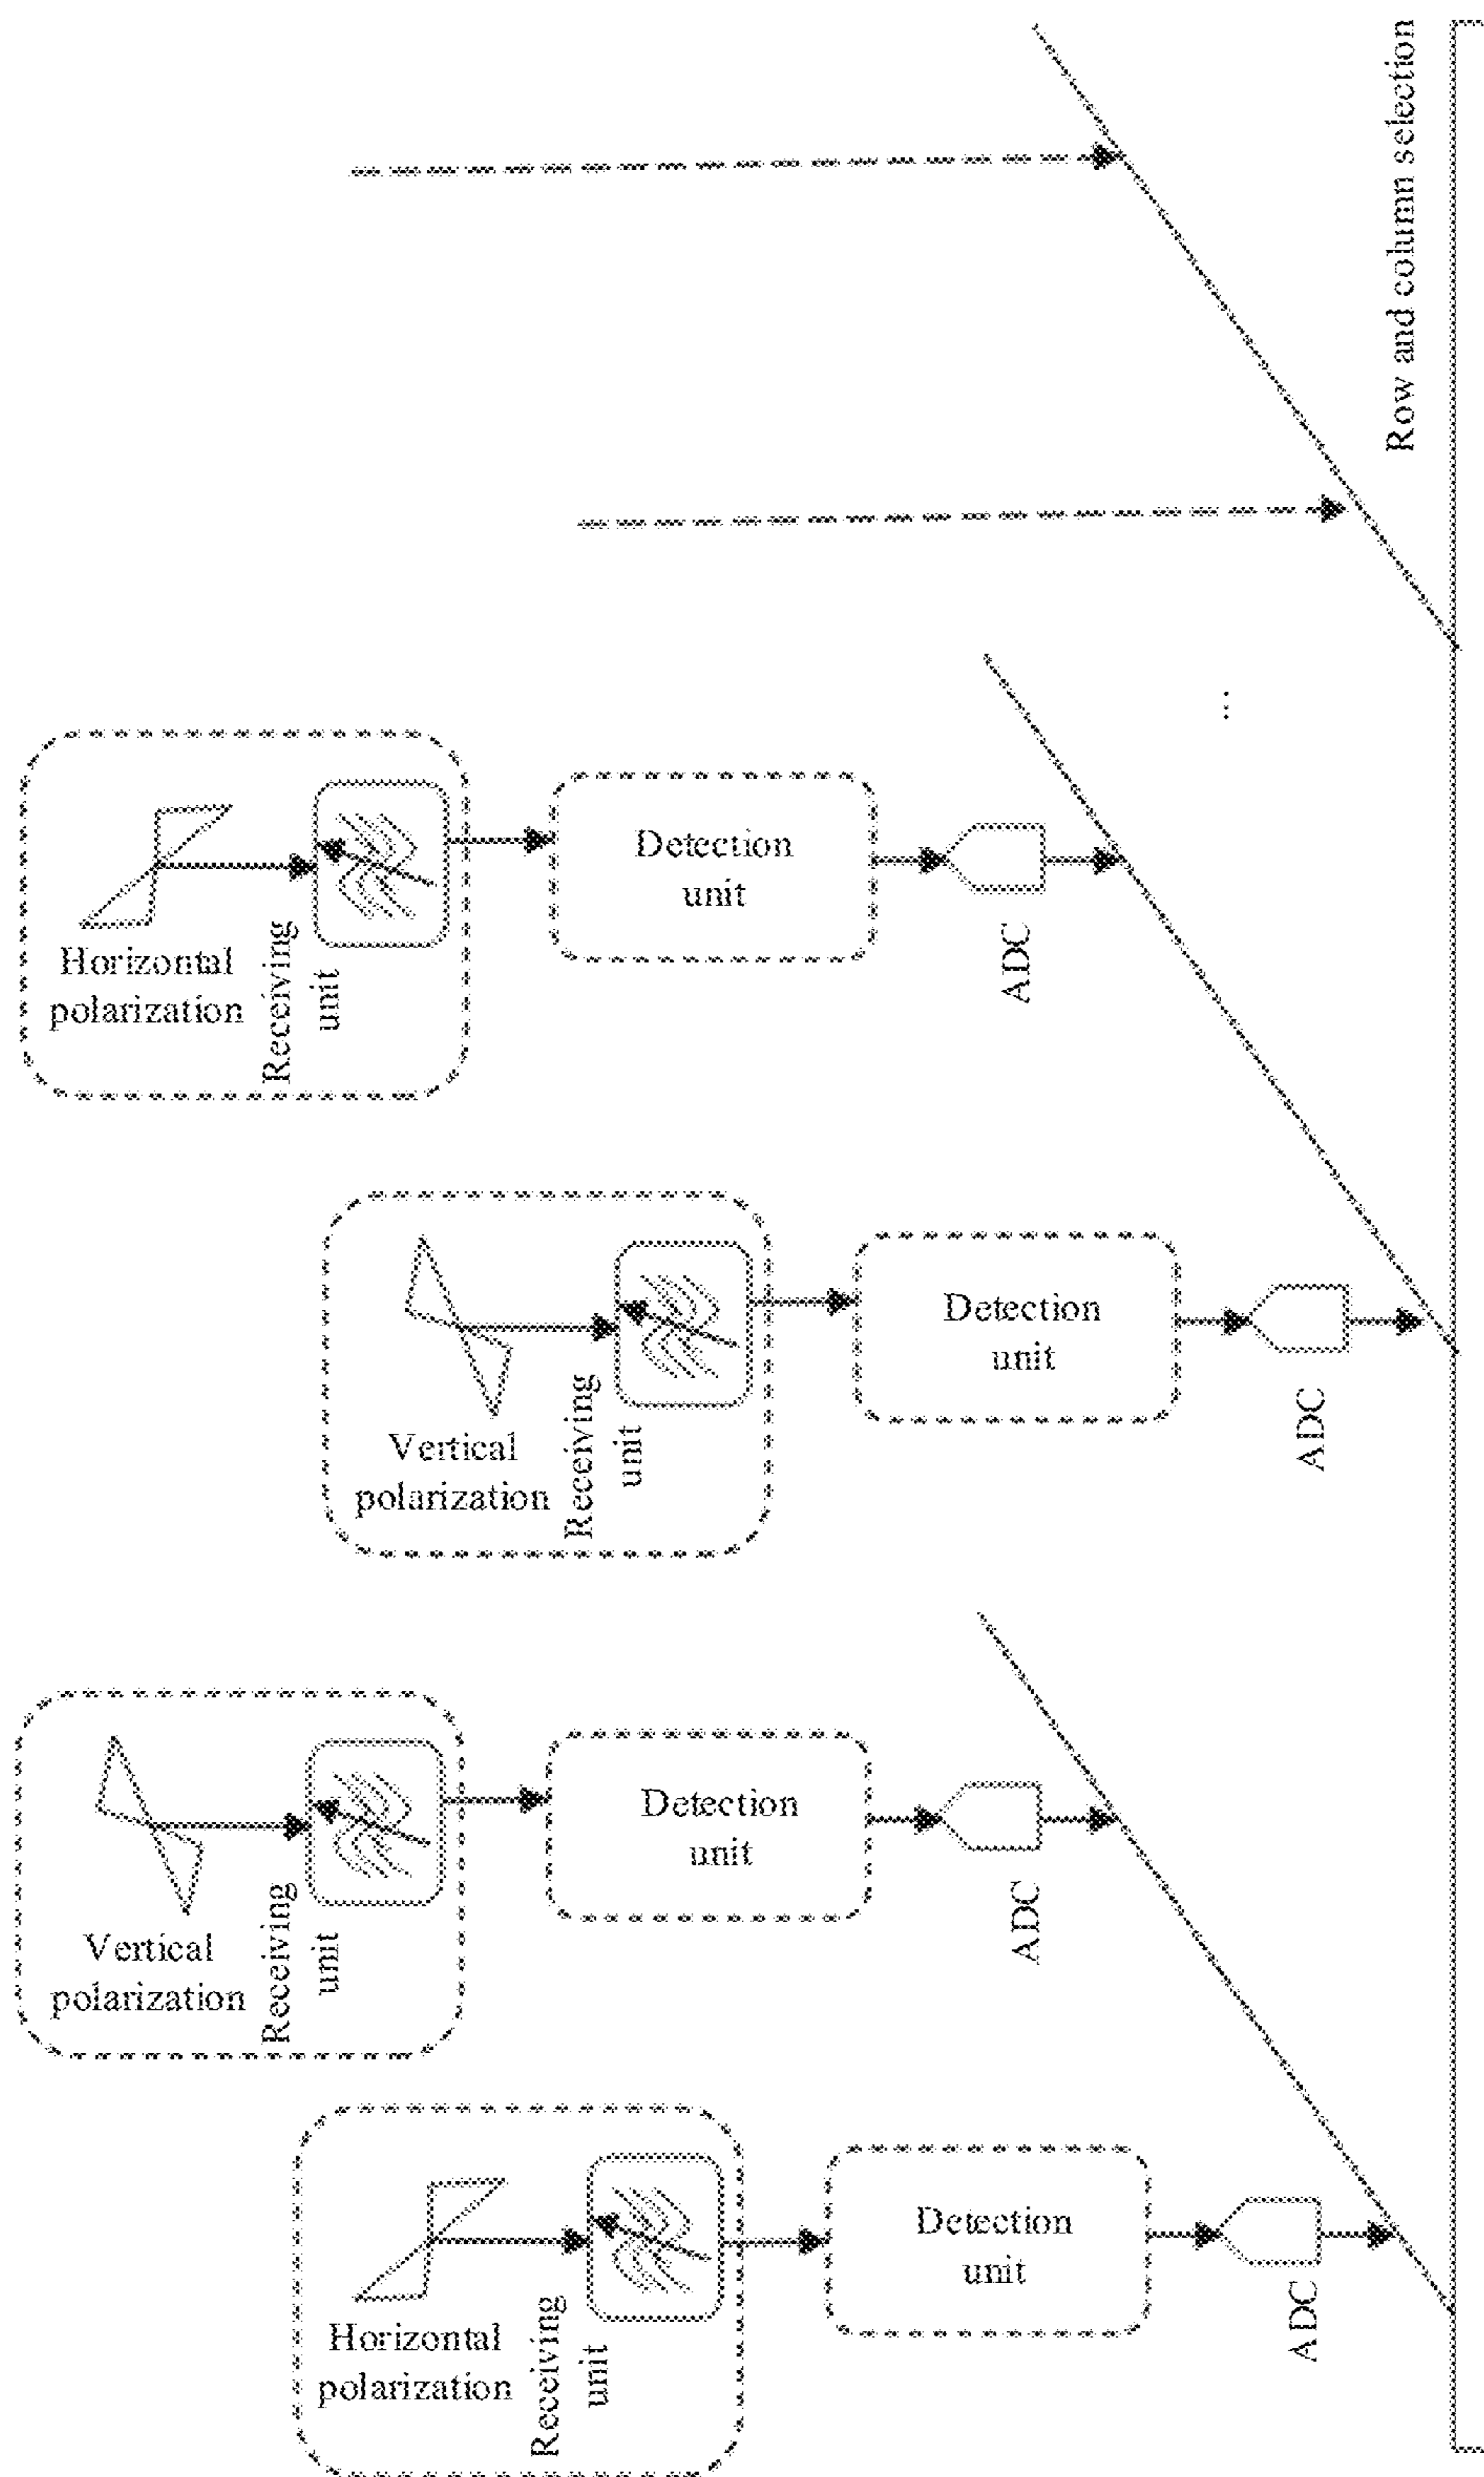 Row and column selection
...
Horizontal
polarization
Receiving
unit
Detection
unit
ADC
Vertical
polarization
Receiving
unit
Detection
unit
ADC
Vertical
polarization
Receiving
unit
Detection
unit
ADC
Horizontal
polarization
Receiving
unit
Detection
unit
ADC